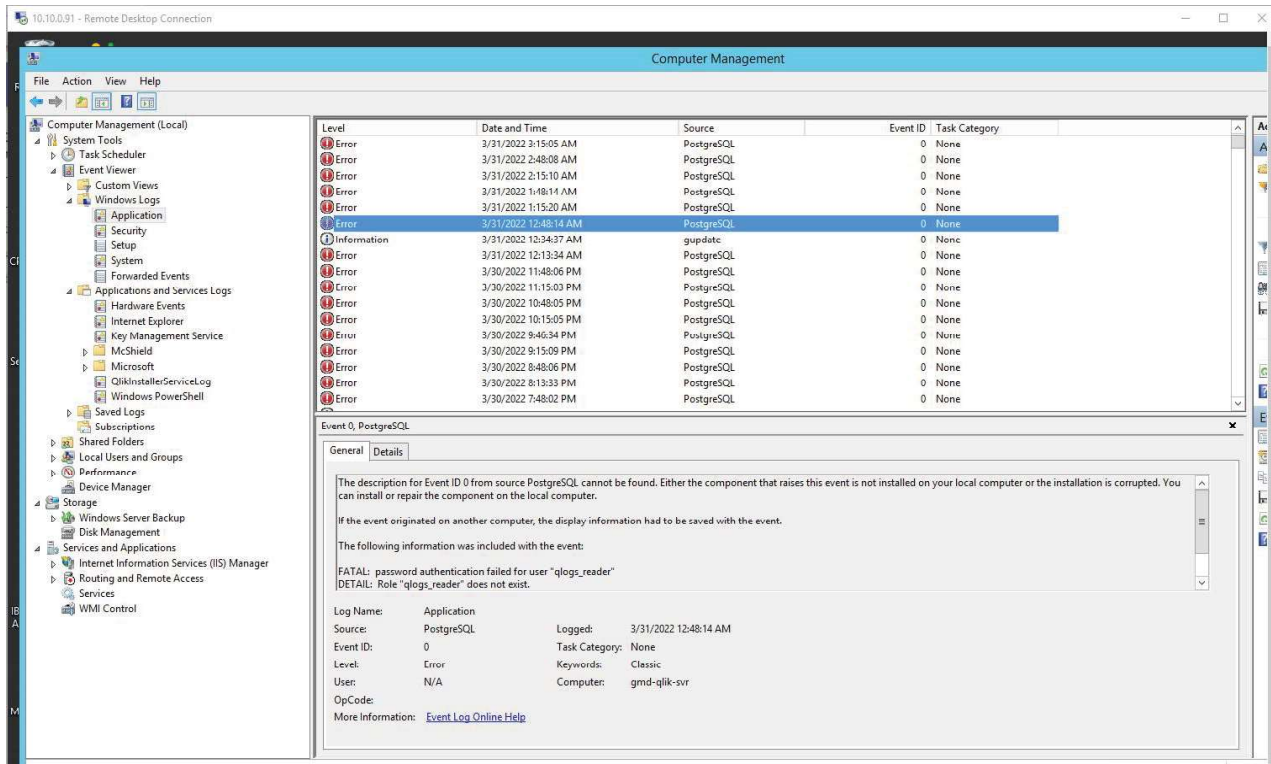 10.10.0.91 - Remote Desktop Connection
Computer Management
File Action View Help
Computer Management (Local)
System Tools
Task Scheduler
Event Viewer
Custom Views
Windows Logs
Application
Security
Setup
System
Forwarded Events
Applications and Services Logs
Hardware Events
Internet Explorer
Key Management Service
McShield
Microsoft
QlikInstallerServiceLog
Windows PowerShell
Saved Logs
Subscriptions
Shared Folders
Local Users and Groups
Performance
Device Manager
Storage
Windows Server Backup
Disk Management
Services and Applications
Internet Information Services (IIS) Manager
Routing and Remote Access
Services
WMI Control
Level Date and Time Source Event ID Task Category
Error 3/31/2022 3:15:05 AM PostgreSQL 0 None
Error 3/31/2022 2:48:08 AM PostgreSQL 0 None
Error 3/31/2022 2:15:10 AM PostgreSQL 0 None
Error 3/31/2022 1:48:14 AM PostgreSQL 0 None
Error 3/31/2022 1:15:20 AM PostgreSQL 0 None
Error 3/31/2022 12:48:14 AM PostgreSQL 0 None
Information 3/31/2022 12:34:37 AM gupdate 0 None
Error 3/31/2022 12:13:34 AM PostgreSQL 0 None
Error 3/30/2022 11:48:06 PM PostgreSQL 0 None
Error 3/30/2022 11:15:03 PM PostgreSQL 0 None
Error 3/30/2022 10:48:05 PM PostgreSQL 0 None
Error 3/30/2022 10:15:05 PM PostgreSQL 0 None
Error 3/30/2022 9:46:34 PM PostgreSQL 0 None
Error 3/30/2022 9:15:09 PM PostgreSQL 0 None
Error 3/30/2022 8:48:06 PM PostgreSQL 0 None
Error 3/30/2022 8:13:33 PM PostgreSQL 0 None
Error 3/30/2022 7:48:02 PM PostgreSQL 0 None
Event 0, PostgreSQL
General Details
The description for Event ID 0 from source PostgreSQL cannot be found. Either the component that raises this event is not installed on your local computer or the installation is corrupted. You
can install or repair the component on the local computer.
If the event originated on another computer, the display information had to be saved with the event.
The following information was included with the event:
FATAL: password authentication failed for user "qlogs_reader"
DETAIL: Role "qlogs_reader" does not exist.
Log Name: Application
Source: PostgreSQL Logged: 3/31/2022 12:48:14 AM
Event ID: 0 Task Category: None
Level: Error Keywords: Classic
User: N/A Computer: gmd-qlik-svr
OpCode:
More Information: Event Log Online Help